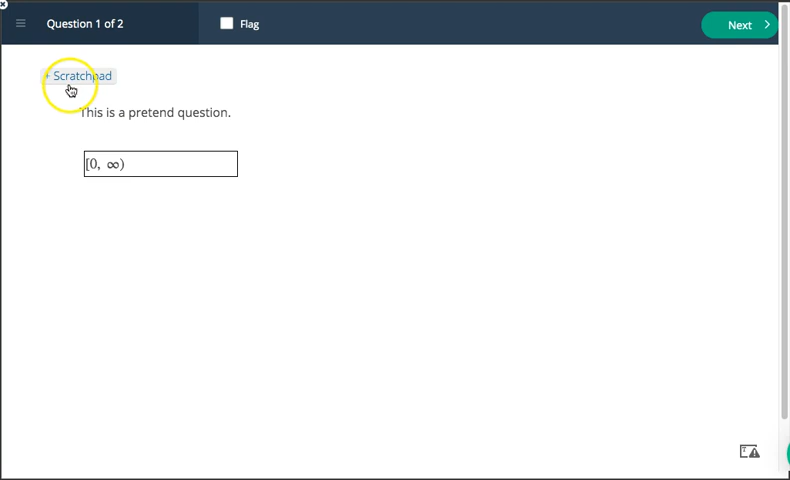 Question 1 of 2
Flag
Next
+ Scratchpad
This is a pretend question.
[0, ∞)